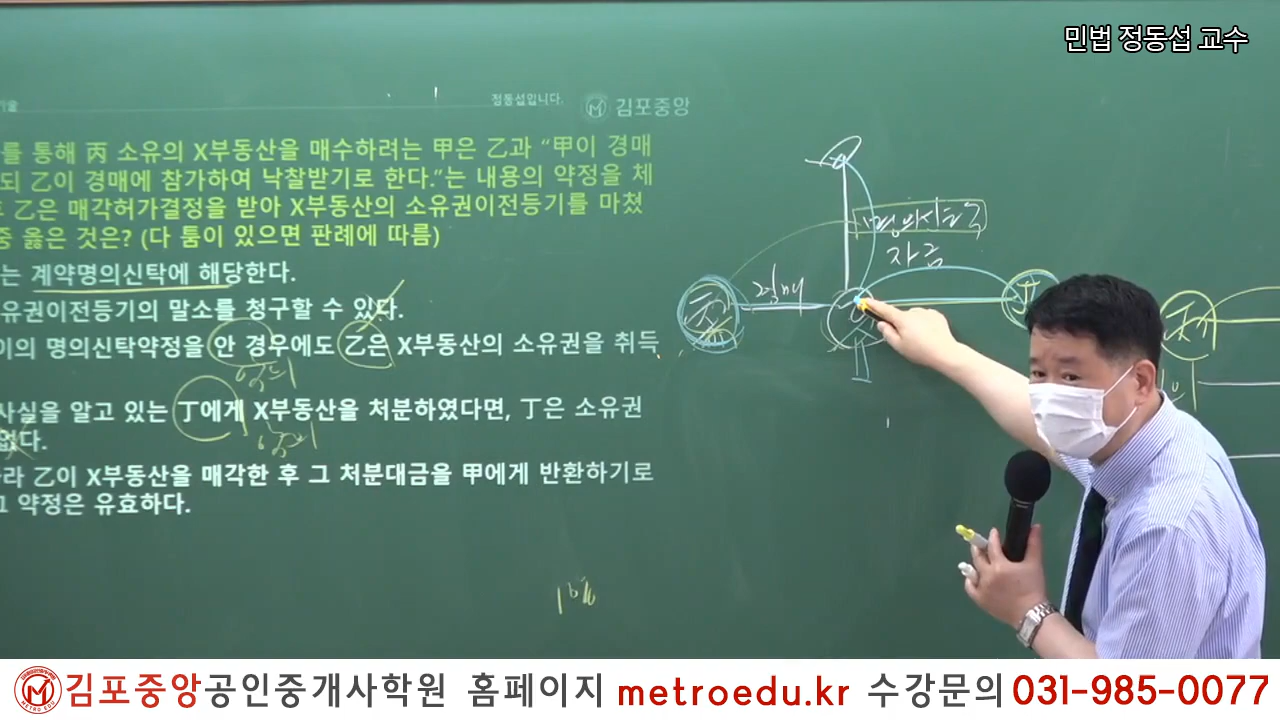 민법 정동섭 교수
정동섭입니다.
김포중앙
를 통해 丙 소유의 X부동산을 매수하려는 甲은 乙과 “甲이 경매
되 乙이 경매에 참가하여 낙찰받기로 한다.”는 내용의 약정을 체
乙은 매각허가결정을 받아 X부동산의 소유권이전등기를 마쳤
중 옳은 것은? (다 툼이 있으면 판례에 따름)
는 계약명의신탁에 해당한다.
유권이전등기의 말소를 청구할 수 있다.
이의 명의신탁약정을 안 경우에도 乙은 X부동산의 소유권을 취득
악의
사실을 알고 있는 丁에게 X부동산을 처분하였다면, 丁은 소유권
없다.
악의
라 乙이 X부동산을 매각한 후 그 처분대금을 甲에게 반환하기로
그 약정은 유효하다.
자금
경매
김포중앙공인중개사학원 홈페이지 metroedu.kr 수강문의 031-985-0077
METRO EDU